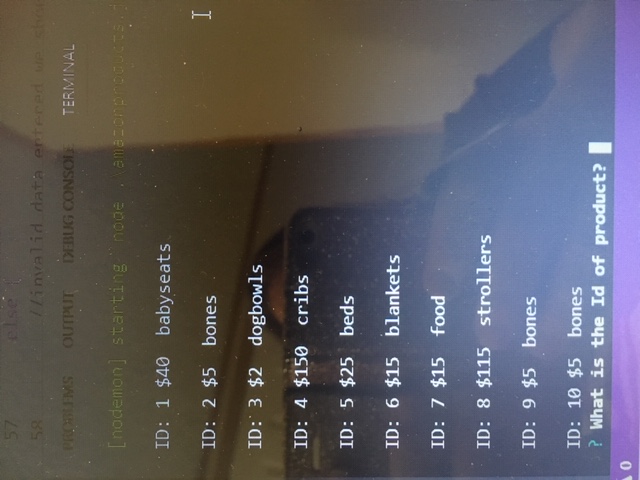 57 else {
58 //invalid data entered we shou
PROBLEMS OUTPUT DEBUG CONSOLE TERMINAL
[nodemon] starting `node .\amazonproducts.j
ID: 1 $40 babyseats
ID: 2 $5 bones
ID: 3 $2 dogbowls
ID: 4 $150 cribs
ID: 5 $25 beds
ID: 6 $15 blankets
ID: 7 $15 food
ID: 8 $115 strollers
ID: 9 $5 bones
ID: 10 $5 bones
? What is the Id of product?
0